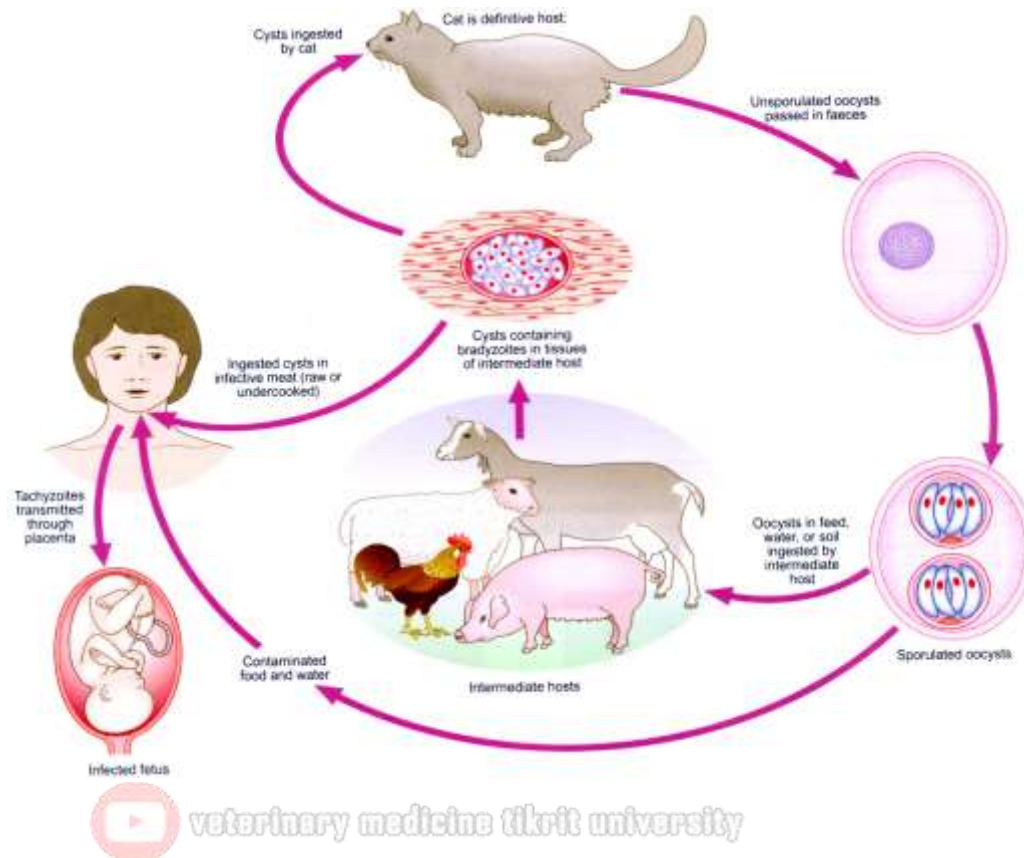 Cat is definitive host:
Cysts ingested
by cat
Unsporulated oocysts
passed in faeces
Cysts containing
bradyzoites in tissues
of intermediate host
Ingested cysts in
infective meat (raw or
undercooked)
Tachyzoites
transmitted
through
placenta
Oocysts in feed,
water, or soil
ingested by
intermediate
host
Sporulated oocysts
Contaminated
food and water
Intermediate hosts
Infected fetus
veterinary medicine tikrit university